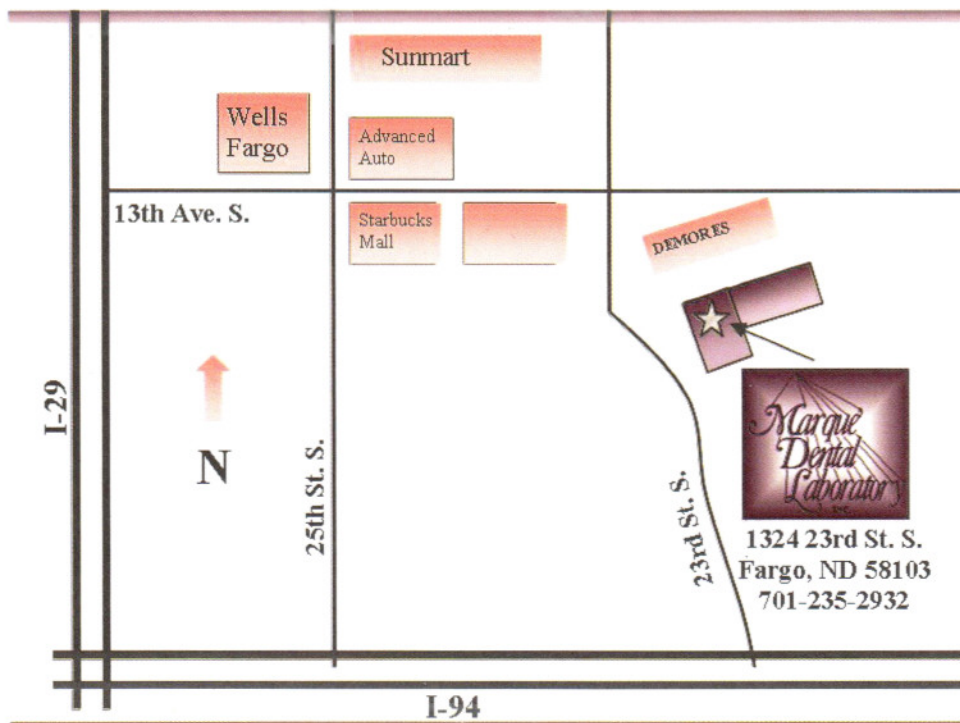 Sunmart
Wells
Fargo
Advanced
Auto
13th Ave. S.
Starbucks
Mall
DEMORES
I-29
N
25th St. S.
23rd St. S.
Marque
Dental
Laboratory
INC.
1324 23rd St. S.
Fargo, ND 58103
701-235-2932
I-94